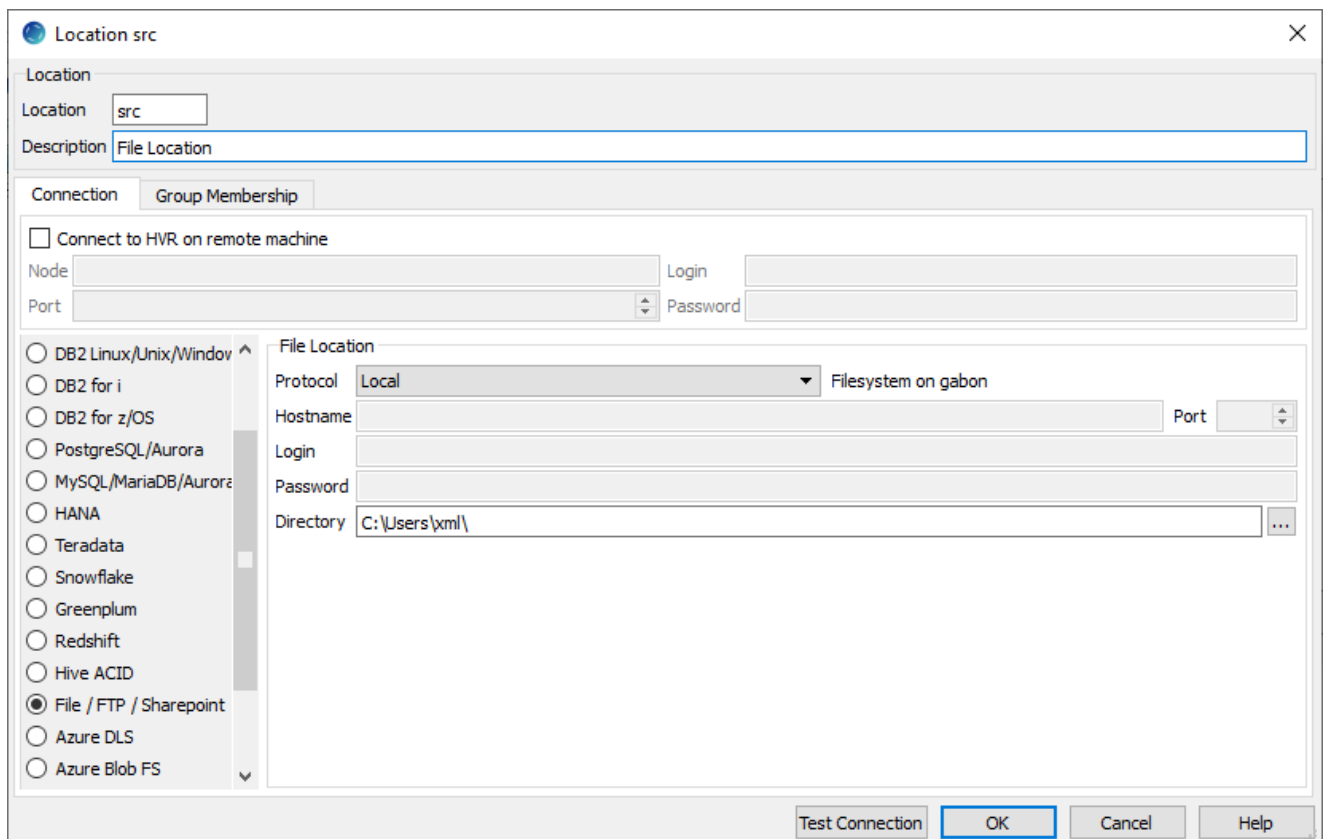 Location src
Location
Location src
Description File Location
Connection Group Membership
Connect to HVR on remote machine
Node Login
Port Password
DB2 Linux/Unix/Window
DB2 for i
DB2 for z/OS
PostgreSQL/Aurora
MySQL/MariaDB/Aurora
HANA
Teradata
Snowflake
Greenplum
Redshift
Hive ACID
File / FTP / Sharepoint
Azure DLS
Azure Blob FS
File Location
Protocol Local Filesystem on gabon
Hostname Port
Login
Password
Directory C:\Users\xml\ ...
Test Connection OK Cancel Help